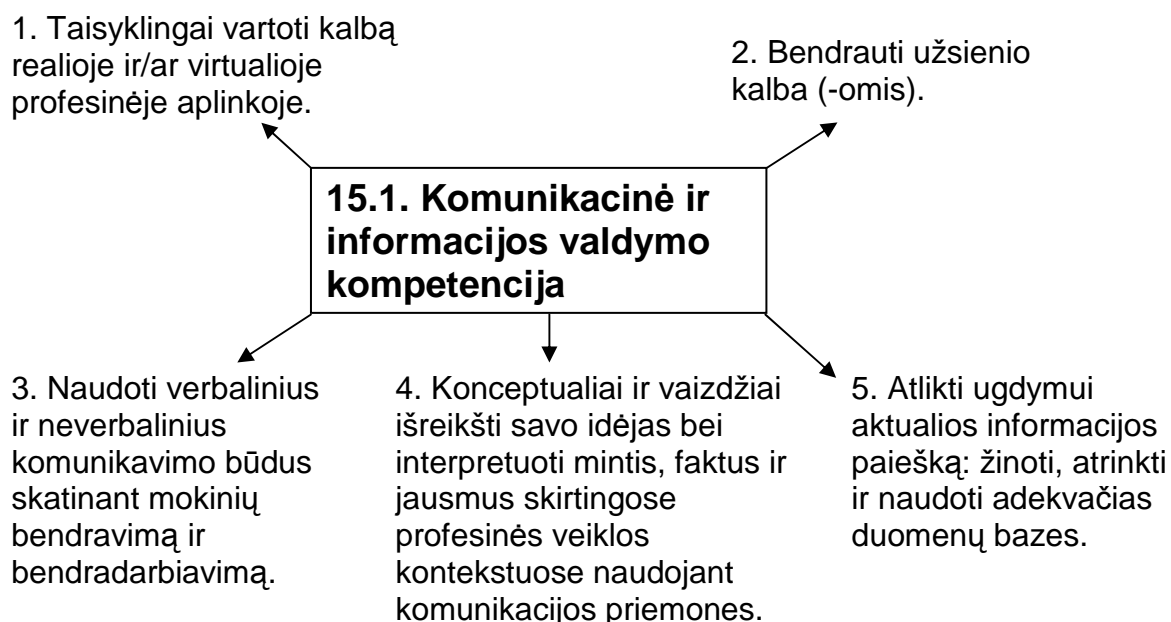 1. Taisyklingai vartoti kalbą
realioje ir/ar virtualioje
profesinėje aplinkoje.
2. Bendrauti užsienio
kalba (-omis).
15.1. Komunikacinė ir
informacijos valdymo
kompetencija
3. Naudoti verbalinius
ir neverbalinius
komunikavimo būdus
skatinant mokinių
bendravimą ir
bendradarbiavimą.
4. Konceptualiai ir vaizdžiai
išreikšti savo idėjas bei
interpretuoti mintis, faktus ir
jausmus skirtingose
profesinės veiklos
kontekstuose naudojant
komunikacijos priemones.
5. Atlikti ugdymui
aktualios informacijos
paiešką: žinoti, atrinkti
ir naudoti adekvačias
duomenų bazes.